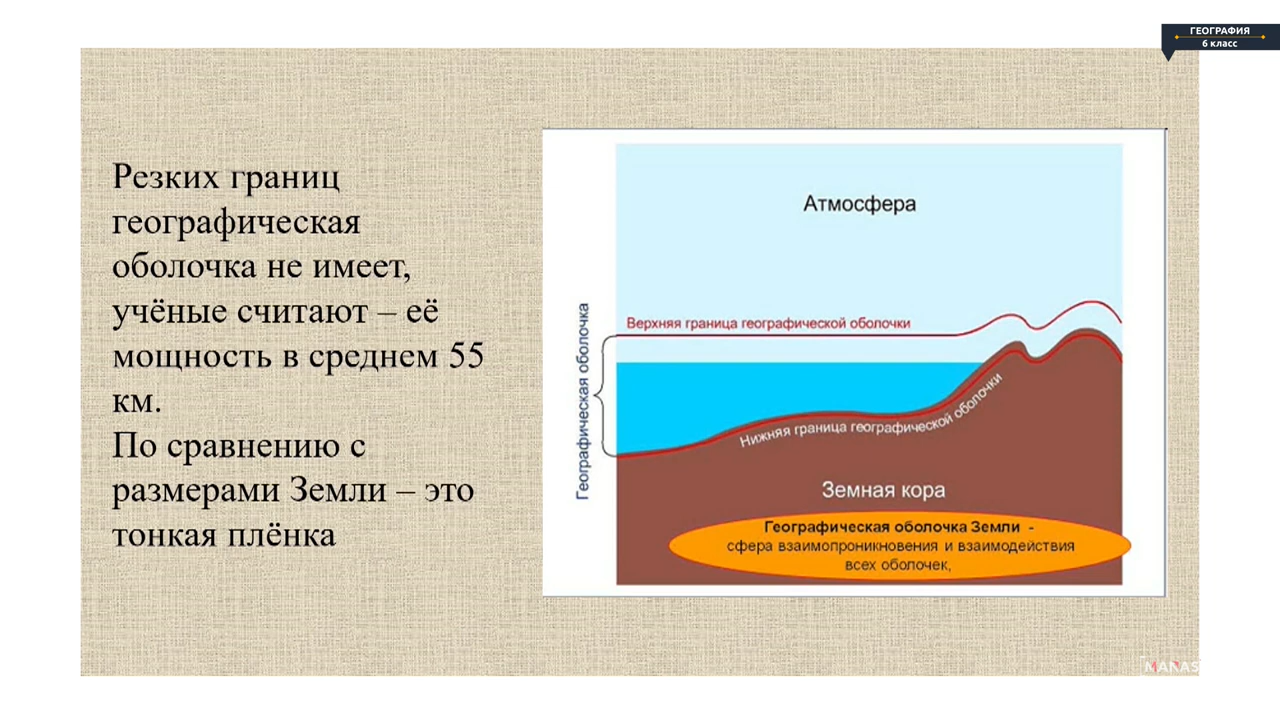 ГЕОГРАФИЯ
6 класс
Резких границ
географическая
оболочка не имеет,
учёные считают – её
мощность в среднем 55
км.
По сравнению с
размерами Земли – это
тонкая плёнка
Атмосфера
Верхняя граница географической оболочки
Географическая оболочка
Нижняя граница географической оболочки
Земная кора
Географическая оболочка Земли -
сфера взаимопроникновения и взаимодействия
всех оболочек,
MANAS